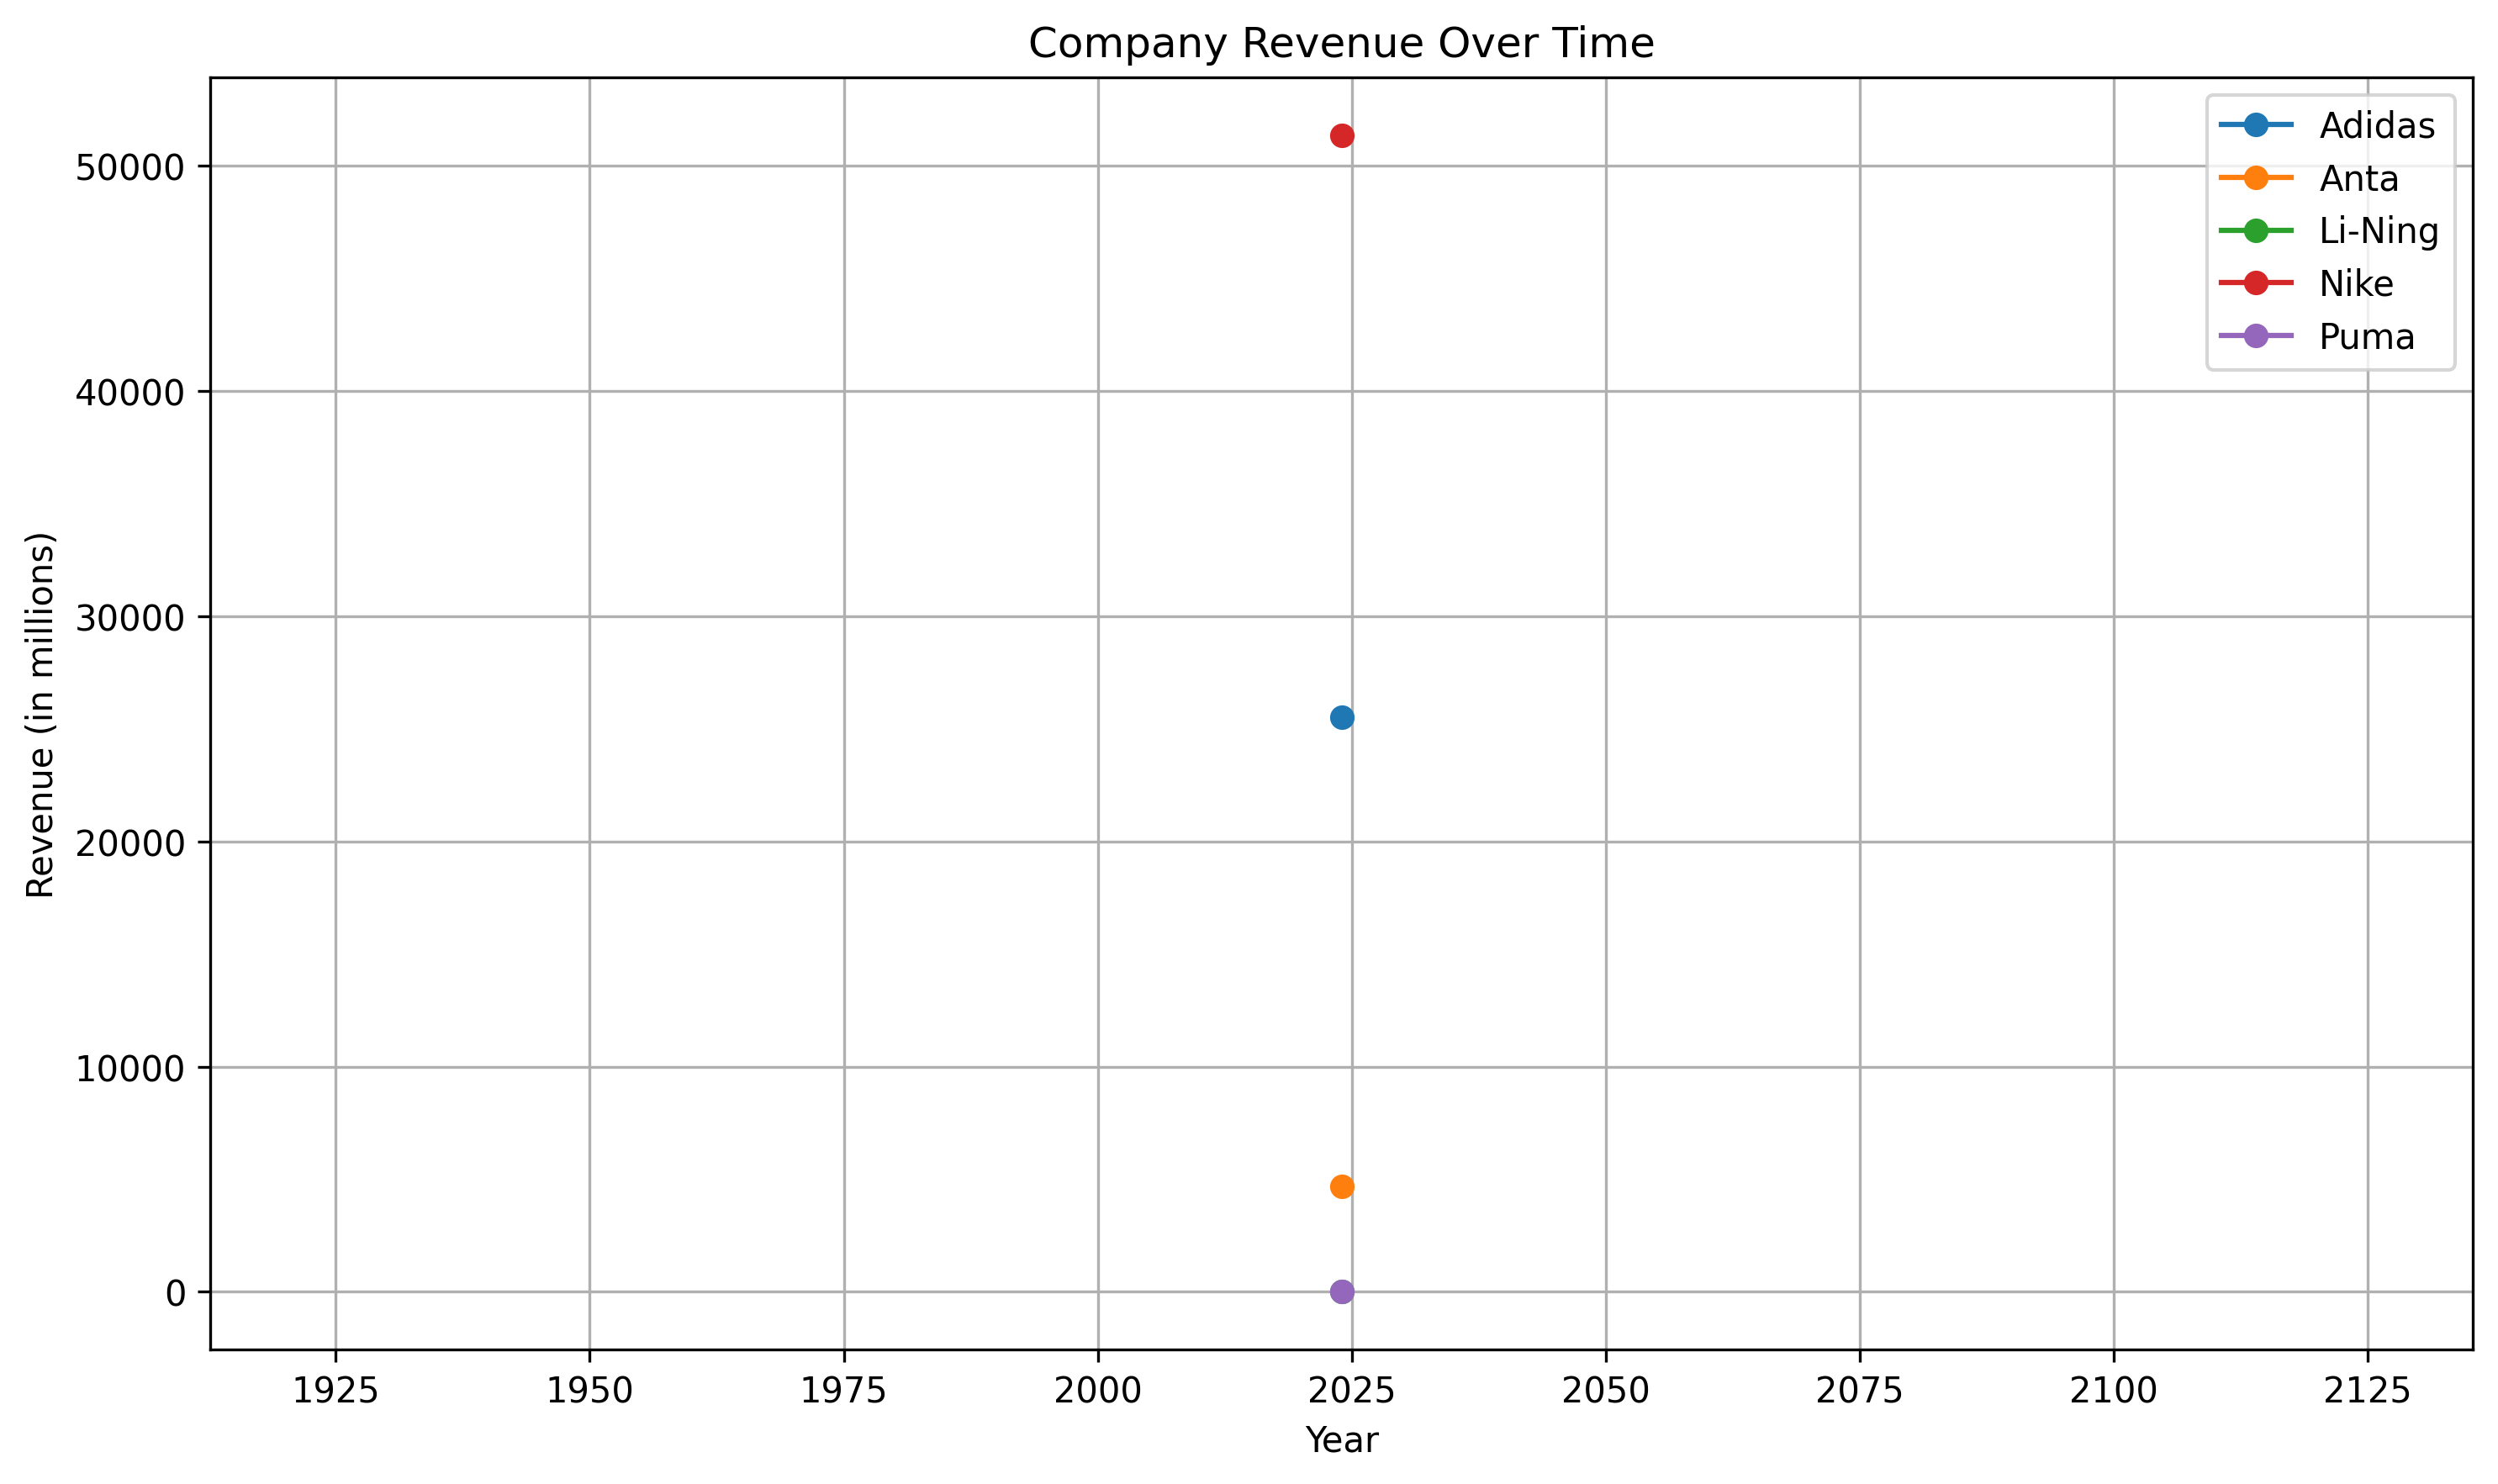 Company Revenue Over Time
Adidas
Anta
Li-Ning
Nike
Puma
Revenue (in millions)
50000
40000
30000
20000
10000
0
1925 1950 1975 2000 2025 2050 2075 2100 2125
Year